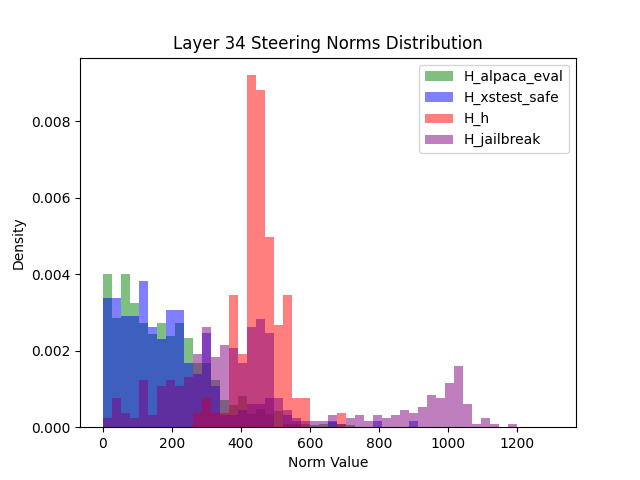 Layer 34 Steering Norms Distribution
H_alpaca_eval
H_xstest_safe
H_h
H_jailbreak
0.008
0.006
0.004
0.002
0.000
Density
0 200 400 600 800 1000 1200
Norm Value